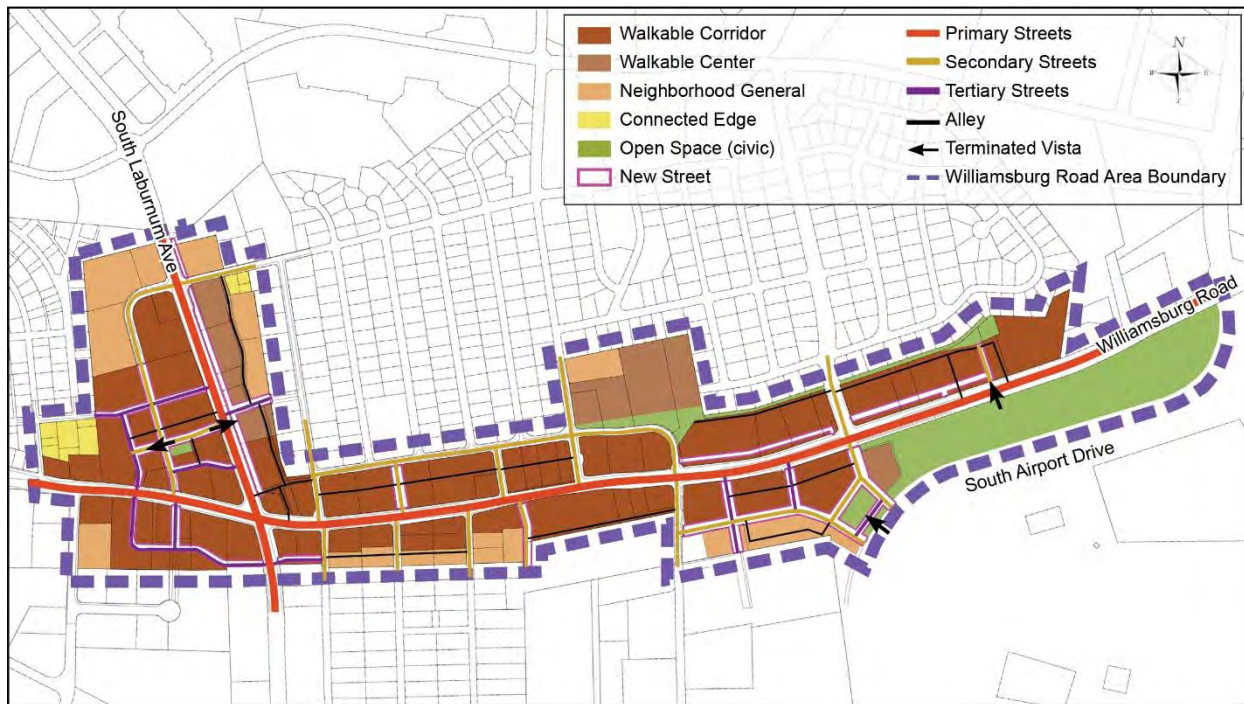 Walkable Corridor
Walkable Center
Neighborhood General
Connected Edge
Open Space (civic)
New Street
Primary Streets
Secondary Streets
Tertiary Streets
Alley
Terminated Vista
Williamsburg Road Area Boundary
N
W E
S
South Laburnum Ave
Williamsburg Road
South Airport Drive